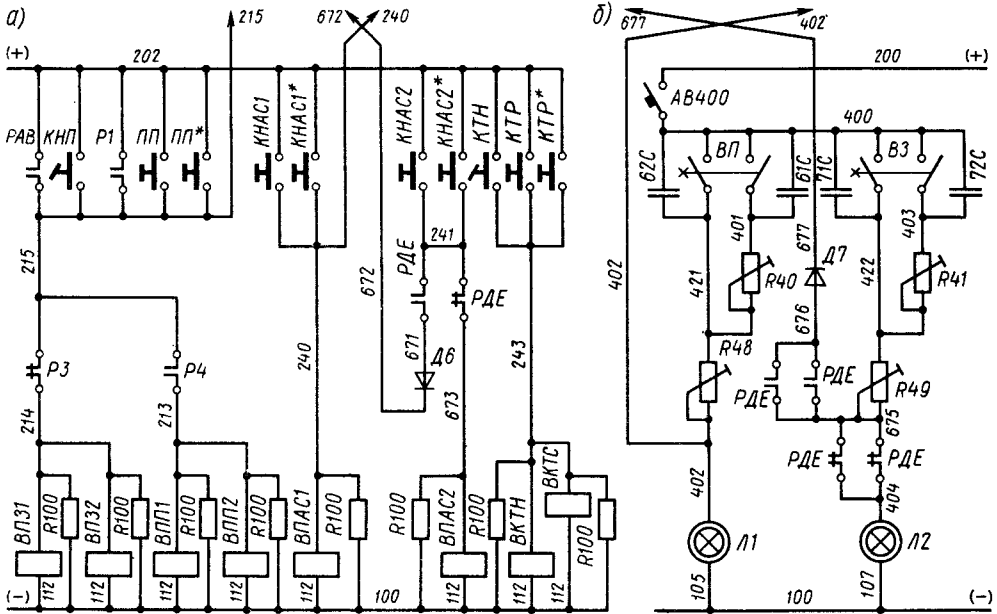 а)
672
240
б)
677
402
215
(+)
202
200
(+)
АВ400
400
РАВ
КНП
Р1
ПП
ПП*
КНАС1
КНАС1*
КНАС2
КНАС2*
КТН
КТР
КТР*
62С
ВП
61С
71С
ВЗ
72С
215
672
РДЕ
241
РДЕ
402
421
401
677
Д7
422
403
R40
R41
Р3
Р4
240
671
Д6
243
676
R48
РДЕ
РДЕ
R49
214
213
673
675
РДЕ
РДЕ
402
404
ВПЗ1
R100
ВПЗ2
R100
ВПП1
R100
ВПП2
R100
ВПАС1
R100
R100
ВПАС2
R100
ВКТН
ВКТС
R100
Л1
Л2
112
112
112
112
112
112
112
112
105
107
(-)
100
100
(-)